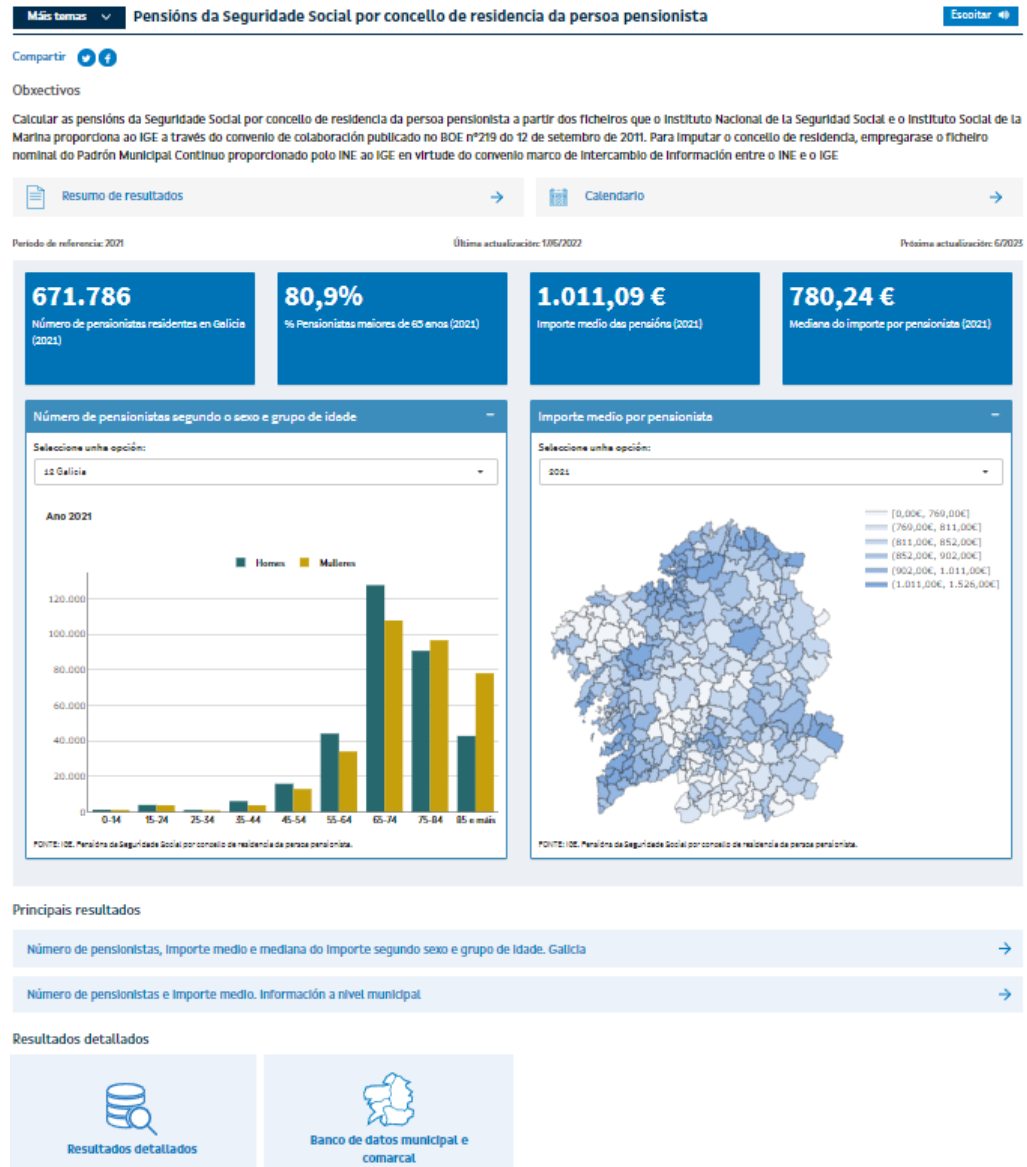 Máis temas
Pensións da Seguridade Social por concello de residencia da persoa pensionista
Escoitar
Compartir
Obxectivos
Calcular as pensións da Seguridade Social por concello de residencia da persoa pensionista a partir dos ficheiros que o Instituto Nacional de la Seguridad Social e o Instituto Social de la
Marina proporciona ao IGE a través do convenio de colaboración publicado no BOE nº219 do 12 de setembro de 2011. Para imputar o concello de residencia, empregarase o ficheiro
nominal do Padrón Municipal Continuo proporcionado polo INE ao IGE en virtude do convenio marco de intercambio de información entre o INE e o IGE
Resumo de resultados
Calendario
Período de referencia: 2021
Última actualización: 17/6/2022
Próxima actualización: 6/2023
671.786
Número de pensionistas residentes en Galicia
(2021)
80,9%
% Pensionistas maiores de 65 anos (2021)
1.011,09 €
Importe medio das pensións (2021)
780,24 €
Mediana do importe por pensionista (2021)
Número de pensionistas segundo o sexo e grupo de idade
Seleccione unha opción:
12 Galicia
Ano 2021
Homes
Mulleres
120.000
100.000
80.000
60.000
40.000
20.000
0
0-14
15-24
25-34
35-44
45-54
55-64
65-74
75-84
85 e máis
FONTE: IGE. Pensións da Seguridade Social por concello de residencia da persoa pensionista.
Importe medio por pensionista
Seleccione unha opción:
2021
[0,00€, 769,00€]
(769,00€, 811,00€]
(811,00€, 852,00€]
(852,00€, 902,00€]
(902,00€, 1.011,00€]
(1.011,00€, 1.526,00€]
FONTE: IGE. Pensións da Seguridade Social por concello de residencia da persoa pensionista.
Principais resultados
Número de pensionistas, importe medio e mediana do importe segundo sexo e grupo de idade. Galicia
Número de pensionistas e importe medio. Información a nivel municipal
Resultados detallados
Resultados detallados
Banco de datos municipal e
comarcal